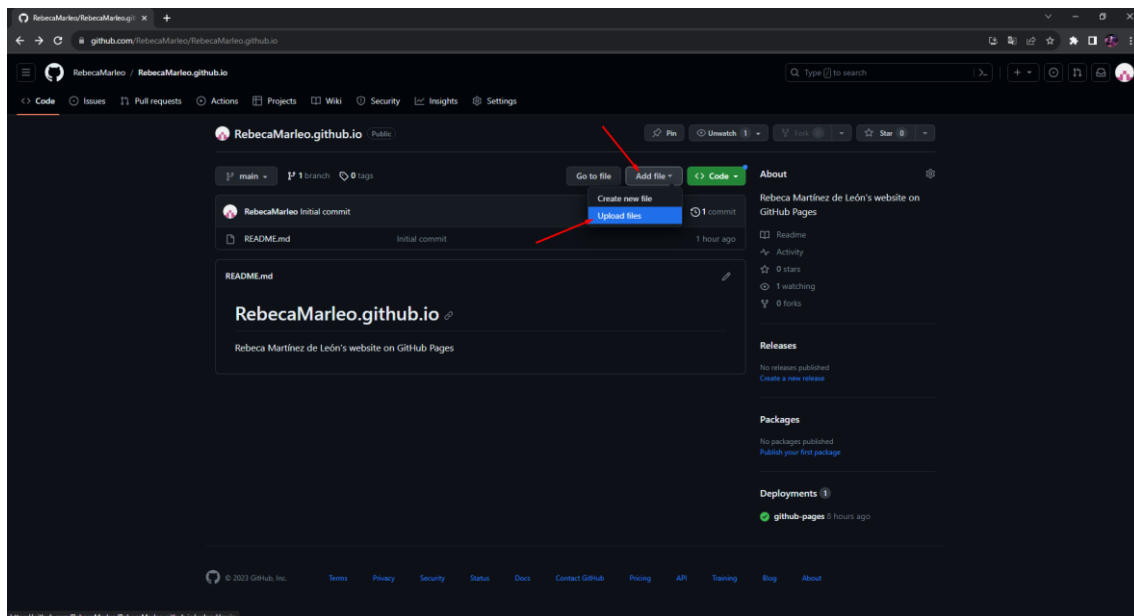 RebecaMarleo/RebecaMarleo.git
github.com/RebecaMarleo/RebecaMarleo.github.io
RebecaMarleo / RebecaMarleo.github.io
Type / to search
Code Issues Pull requests Actions Projects Wiki Security Insights Settings
RebecaMarleo.github.io Public
Pin Unwatch 1 Fork Star 0
main 1 branch 0 tags
Go to file Add file Code
Create new file
Upload files
RebecaMarleo Initial commit 1 commit
README.md Initial commit 1 hour ago
README.md
RebecaMarleo.github.io
Rebeca Martínez de León's website on GitHub Pages
About
Rebeca Martínez de León's website on
GitHub Pages
Readme
Activity
0 stars
1 watching
0 forks
Releases
No releases published
Create a new release
Packages
No packages published
Publish your first package
Deployments 1
github-pages 8 hours ago
© 2023 GitHub, Inc. Terms Privacy Security Status Docs Contact GitHub Pricing API Training Blog About